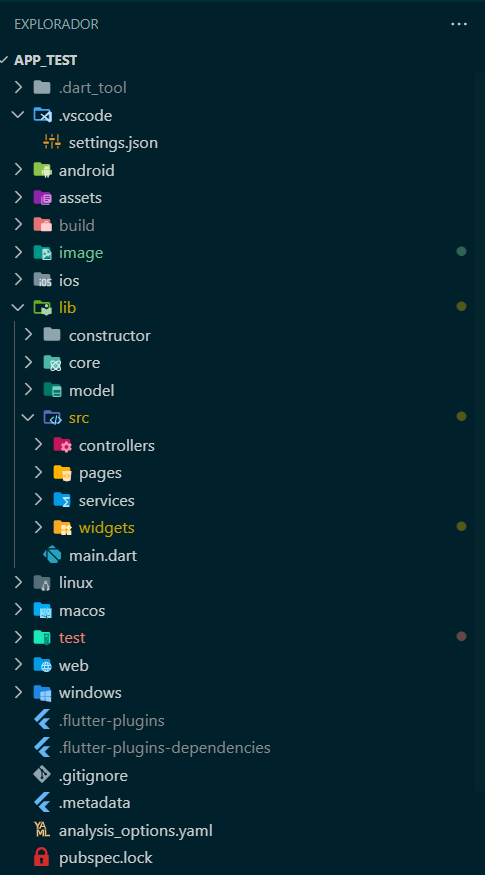 EXPLORADOR
APP_TEST
.dart_tool
.vscode
settings.json
android
assets
build
image
ios
lib
constructor
core
model
src
controllers
pages
services
widgets
main.dart
linux
macos
test
web
windows
.flutter-plugins
.flutter-plugins-dependencies
.gitignore
.metadata
analysis_options.yaml
pubspec.lock